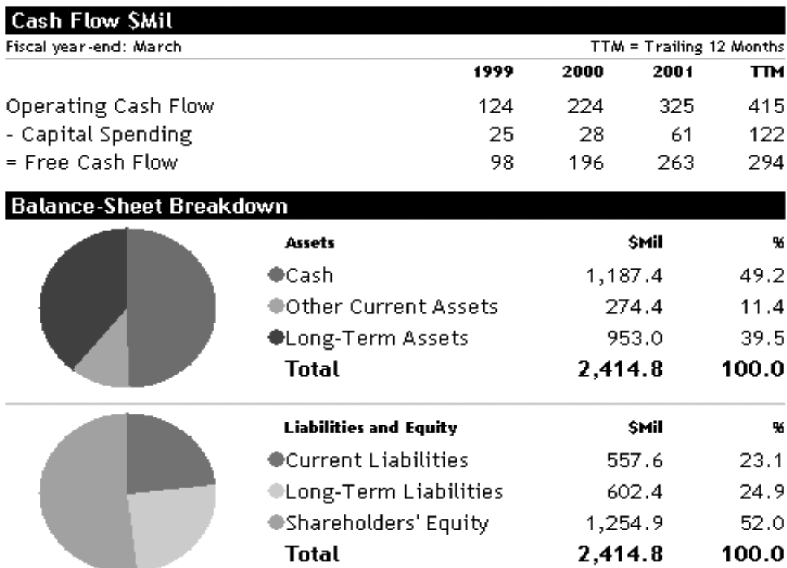 Cash Flow $Mil
Fiscal year-end: March TTM = Trailing 12 Months
1999 2000 2001 TTM
Operating Cash Flow 124 224 325 415
- Capital Spending 25 28 61 122
= Free Cash Flow 98 196 263 294
Balance-Sheet Breakdown
Assets $Mil %
Cash 1,187.4 49.2
Other Current Assets 274.4 11.4
Long-Term Assets 953.0 39.5
Total 2,414.8 100.0
Liabilities and Equity $Mil %
Current Liabilities 557.6 23.1
Long-Term Liabilities 602.4 24.9
Shareholders' Equity 1,254.9 52.0
Total 2,414.8 100.0